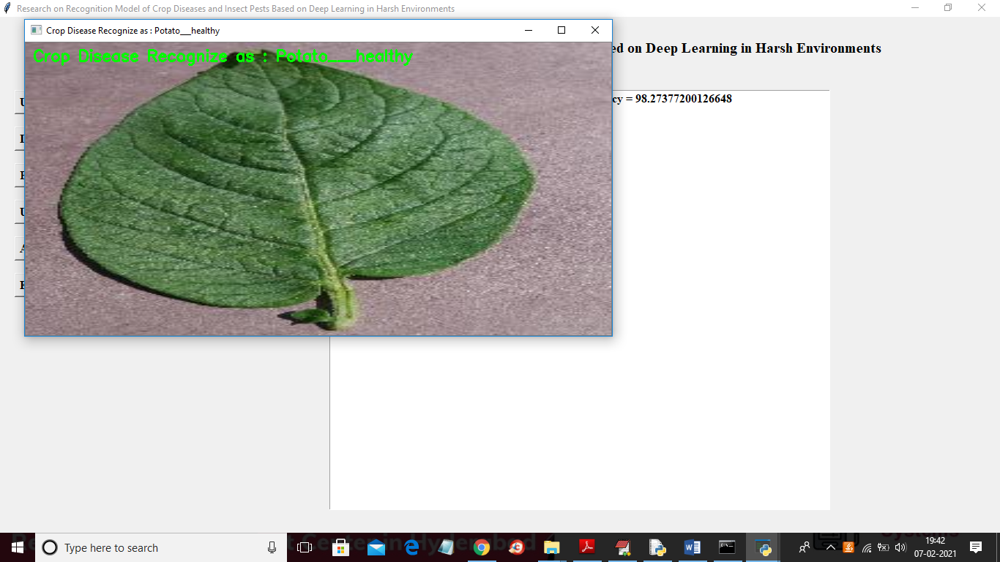 Research on Recognition Model of Crop Diseases and Insect Pests Based on Deep Learning in Harsh Environments
Crop Disease Recognize as : Potato___healthy
Crop Disease Recognize as : Potato___healthy
ed on Deep Learning in Harsh Environments
cy = 98.27377200126648
Type here to search
19:42
07-02-2021